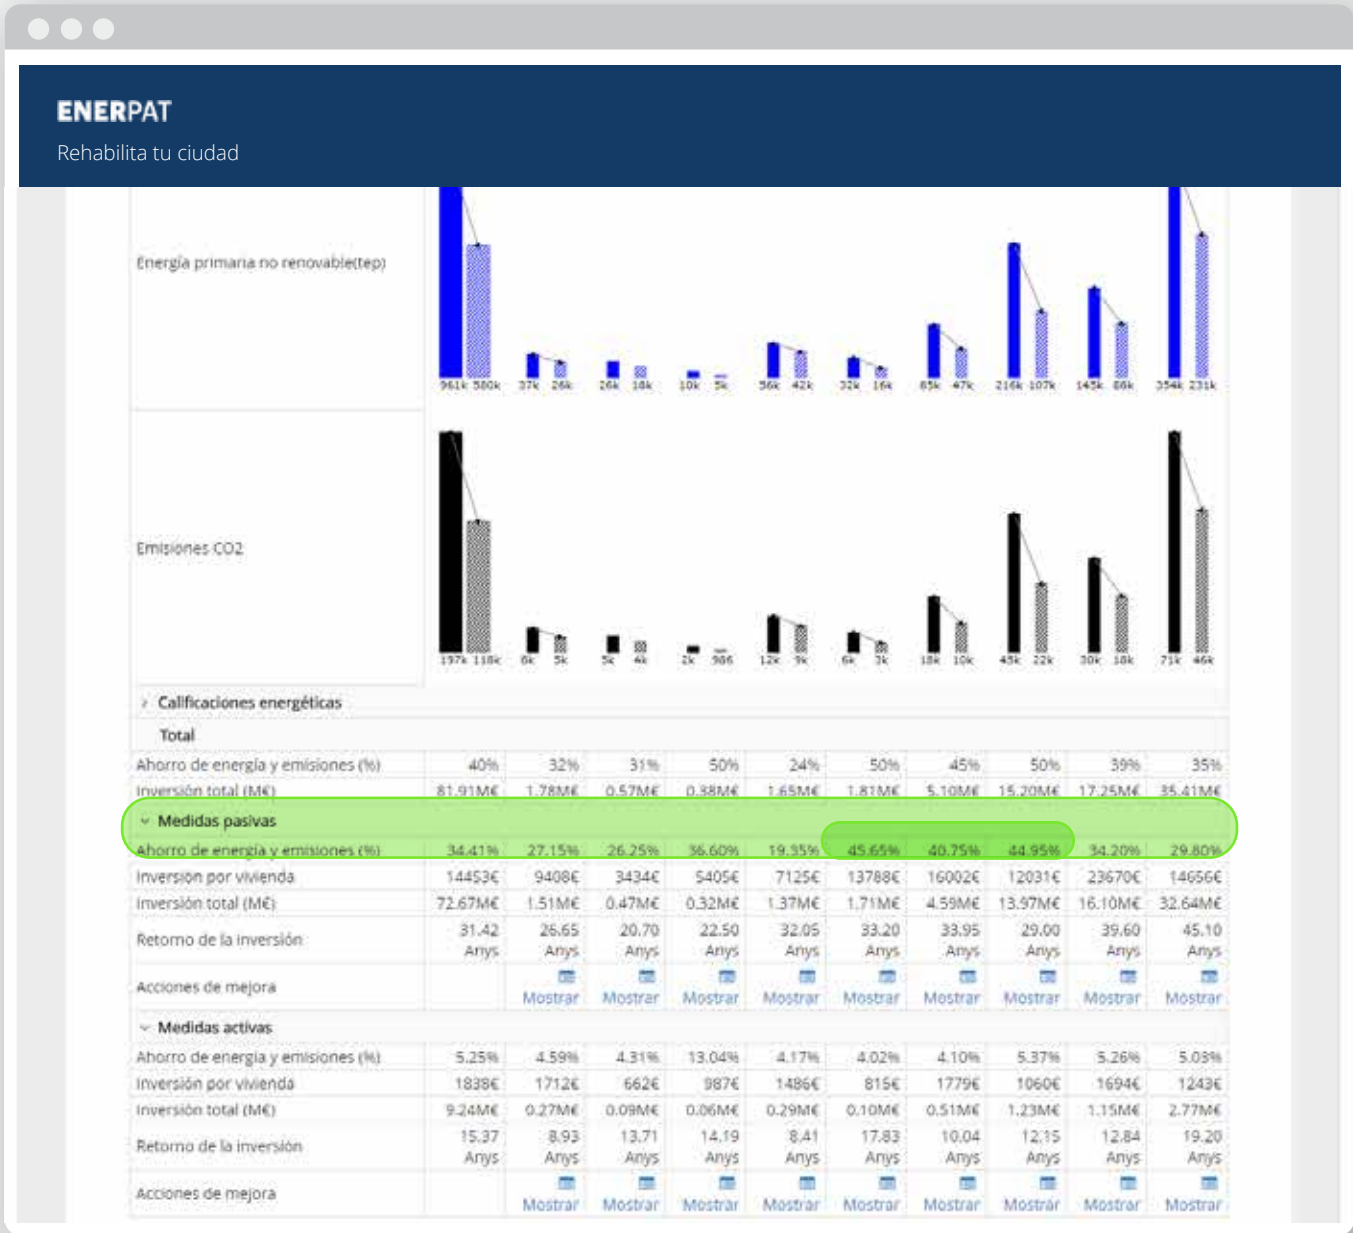 ENERPAT
Rehabilita tu ciudad
Energía primaria no renovable(tep)
961k 580k 37k 26k 26k 18k 10k 5k 56k 42k 32k 16k 85k 47k 216k 107k 145k 86k 354k 231k
Emisiones CO2
197k 118k 6k 5k 5k 4k 2k 986 12k 9k 6k 3k 18k 10k 45k 22k 30k 18k 71k 46k
Calificaciones energéticas
Total
Ahorro de energía y emisiones (%) 40% 32% 31% 50% 24% 50% 45% 50% 39% 35%
Inversión total (M€) 81.91M€ 1.78M€ 0.57M€ 0.38M€ 1.65M€ 1.81M€ 5.10M€ 15.20M€ 17.25M€ 35.41M€
Medidas pasivas
Ahorro de energía y emisiones (%) 34.41% 27.15% 26.25% 36.60% 19.35% 45.65% 40.75% 44.95% 34.20% 29.80%
Inversión por vivienda 14453€ 9408€ 3434€ 5405€ 7125€ 13788€ 16002€ 12031€ 23670€ 14656€
Inversión total (M€) 72.67M€ 1.51M€ 0.47M€ 0.32M€ 1.37M€ 1.71M€ 4.59M€ 13.97M€ 16.10M€ 32.64M€
Retorno de la inversión 31.42 26.65 20.70 22.50 32.05 33.20 33.95 29.00 39.60 45.10
Anys Anys Anys Anys Anys Anys Anys Anys Anys Anys
Acciones de mejora Mostrar Mostrar Mostrar Mostrar Mostrar Mostrar Mostrar Mostrar Mostrar
Medidas activas
Ahorro de energía y emisiones (%) 5.25% 4.59% 4.31% 13.04% 4.17% 4.02% 4.10% 5.37% 5.26% 5.03%
Inversión por vivienda 1838€ 1712€ 662€ 987€ 1486€ 815€ 1779€ 1060€ 1694€ 1243€
Inversión total (M€) 9.24M€ 0.27M€ 0.09M€ 0.06M€ 0.29M€ 0.10M€ 0.51M€ 1.23M€ 1.15M€ 2.77M€
Retorno de la inversión 15.37 8.93 13.71 14.19 8.41 17.83 10.04 12.15 12.84 19.20
Anys Anys Anys Anys Anys Anys Anys Anys Anys Anys
Acciones de mejora Mostrar Mostrar Mostrar Mostrar Mostrar Mostrar Mostrar Mostrar Mostrar